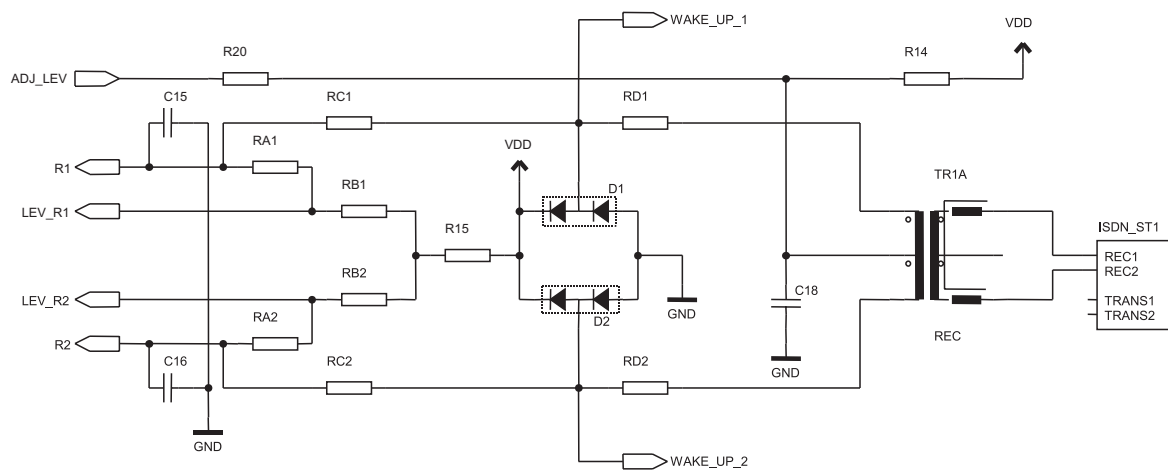 WAKE_UP_1
VDD
R20
R14
ADJ_LEV
C15
RC1
RD1
RA1
VDD
R1
TR1A
RB1
D1
LEV_R1
R15
ISDN_ST1
REC1
RB2
REC2
C18
LEV_R2
TRANS1
GND
D2
TRANS2
RA2
REC
R2
C16
RC2
RD2
GND
GND
WAKE_UP_2